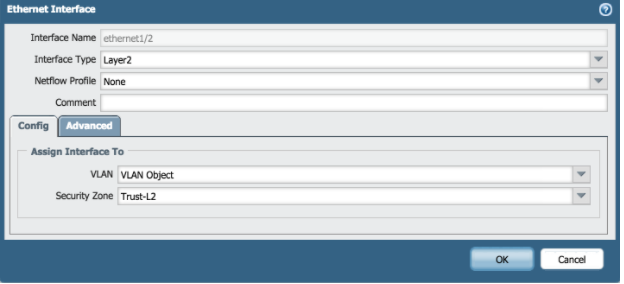 Ethernet Interface
Interface Name ethernet1/2
Interface Type Layer2
Netflow Profile None
Comment
Config Advanced
Assign Interface To
VLAN VLAN Object
Security Zone Trust-L2
OK Cancel